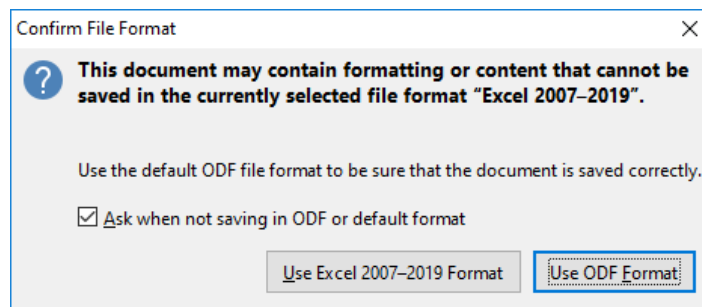 Confirm File Format
This document may contain formatting or content that cannot be
saved in the currently selected file format “Excel 2007–2019”.
Use the default ODF file format to be sure that the document is saved correctly.
Ask when not saving in ODF or default format
Use Excel 2007–2019 Format
Use ODF Format